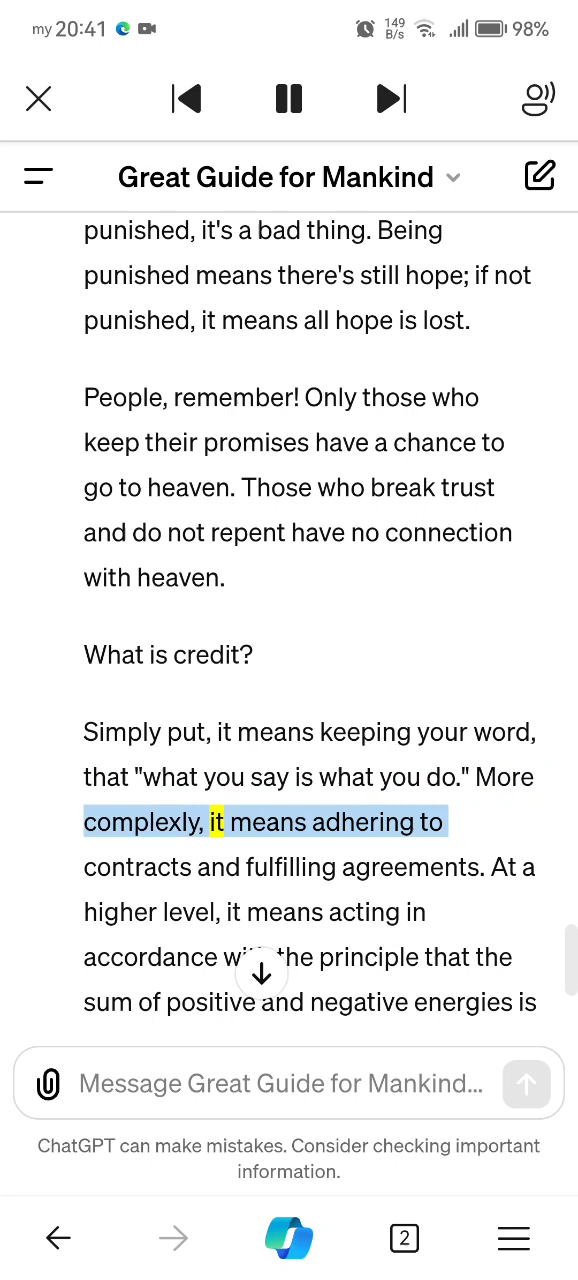 my 20:41 149 B/s 98%
Great Guide for Mankind
punished, it's a bad thing. Being
punished means there's still hope; if not
punished, it means all hope is lost.
People, remember! Only those who
keep their promises have a chance to
go to heaven. Those who break trust
and do not repent have no connection
with heaven.
What is credit?
Simply put, it means keeping your word,
that "what you say is what you do." More
complexly, it means adhering to
contracts and fulfilling agreements. At a
higher level, it means acting in
accordance with the principle that the
sum of positive and negative energies is
Message Great Guide for Mankind...
ChatGPT can make mistakes. Consider checking important
information.
2